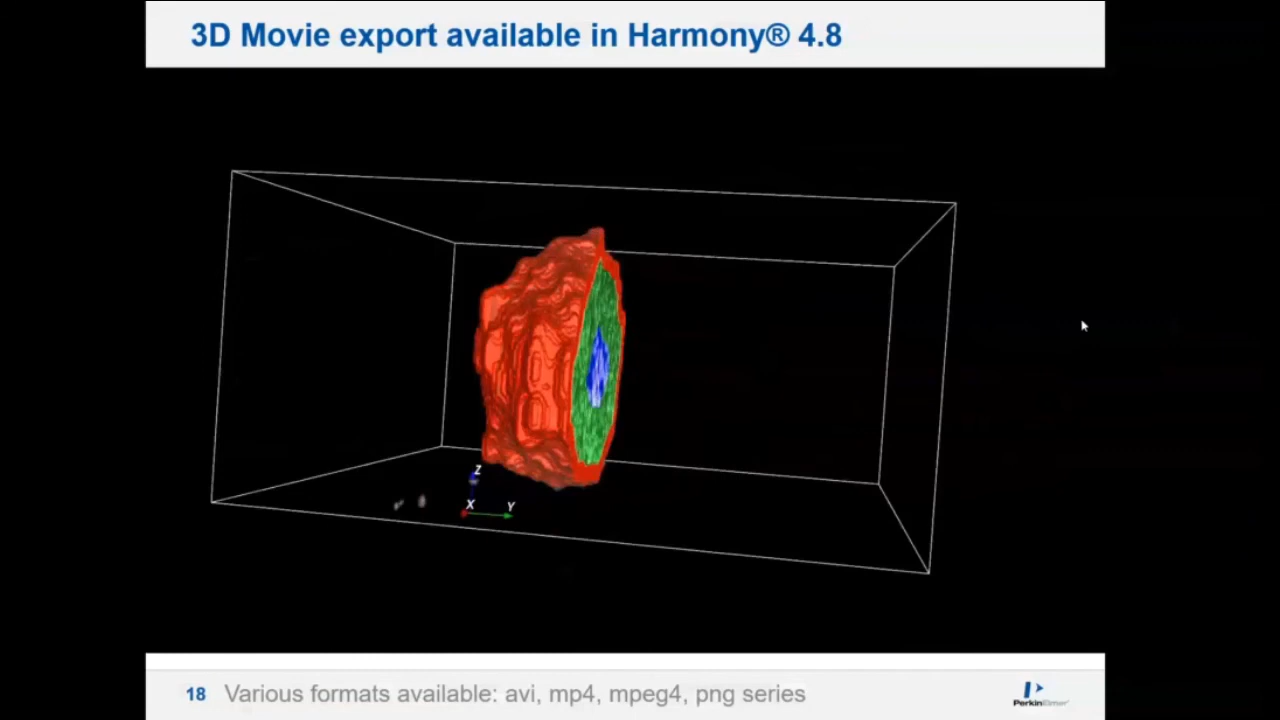 3D Movie export available in Harmony® 4.8
Z
X
Y
18 Various formats available: avi, mp4, mpeg4, png series
PerkinElmer